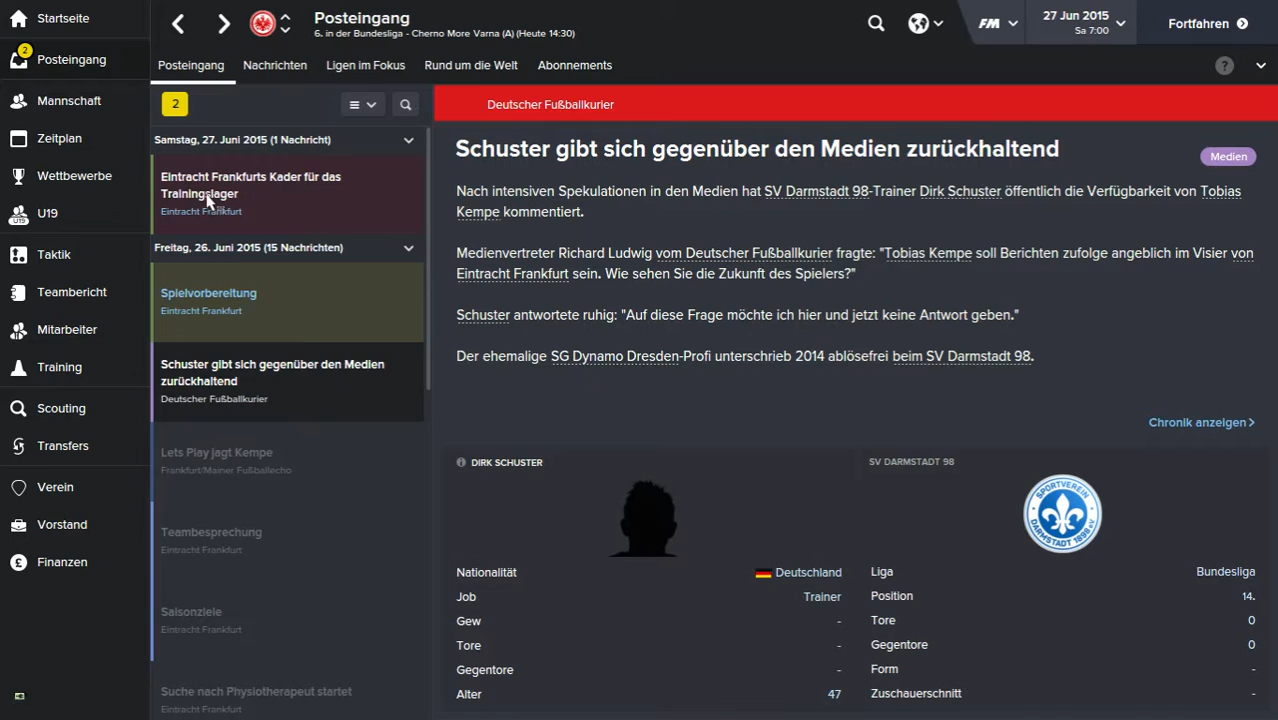 Startseite
2
Posteingang
Mannschaft
Zeitplan
Wettbewerbe
U19
U19
Taktik
Teambericht
Mitarbeiter
Training
Scouting
Transfers
Verein
Vorstand
£
Finanzen
Posteingang
6. in der Bundesliga - Cherno More Varna (A) (Heute 14:30)
FM
27 Jun 2015
Sa 7:00
Fortfahren
Posteingang
Nachrichten
Ligen im Fokus
Rund um die Welt
Abonnements
?
2
Samstag, 27. Juni 2015 (1 Nachricht)
Eintracht Frankfurts Kader für das
Trainingslager
Eintracht Frankfurt
Freitag, 26. Juni 2015 (15 Nachrichten)
Spielvorbereitung
Eintracht Frankfurt
Schuster gibt sich gegenüber den Medien
zurückhaltend
Deutscher Fußballkurier
Lets Play jagt Kempe
Frankfurt/Mainer Fußballecho
Teambesprechung
Eintracht Frankfurt
Saisonziele
Eintracht Frankfurt
Suche nach Physiotherapeut startet
Eintracht Frankfurt
Deutscher Fußballkurier
Schuster gibt sich gegenüber den Medien zurückhaltend
Medien
Nach intensiven Spekulationen in den Medien hat SV Darmstadt 98-Trainer Dirk Schuster öffentlich die Verfügbarkeit von Tobias
Kempe kommentiert.
Medienvertreter Richard Ludwig vom Deutscher Fußballkurier fragte: "Tobias Kempe soll Berichten zufolge angeblich im Visier von
Eintracht Frankfurt sein. Wie sehen Sie die Zukunft des Spielers?"
Schuster antwortete ruhig: "Auf diese Frage möchte ich hier und jetzt keine Antwort geben."
Der ehemalige SG Dynamo Dresden-Profi unterschrieb 2014 ablösefrei beim SV Darmstadt 98.
Chronik anzeigen
DIRK SCHUSTER
Nationalität Deutschland
Job Trainer
Gew -
Tore -
Gegentore -
Alter 47
SV DARMSTADT 98
SPORTVEREIN
DARMSTADT 1898 e.V.
Liga Bundesliga
Position 14.
Tore 0
Gegentore 0
Form -
Zuschauerschnitt -